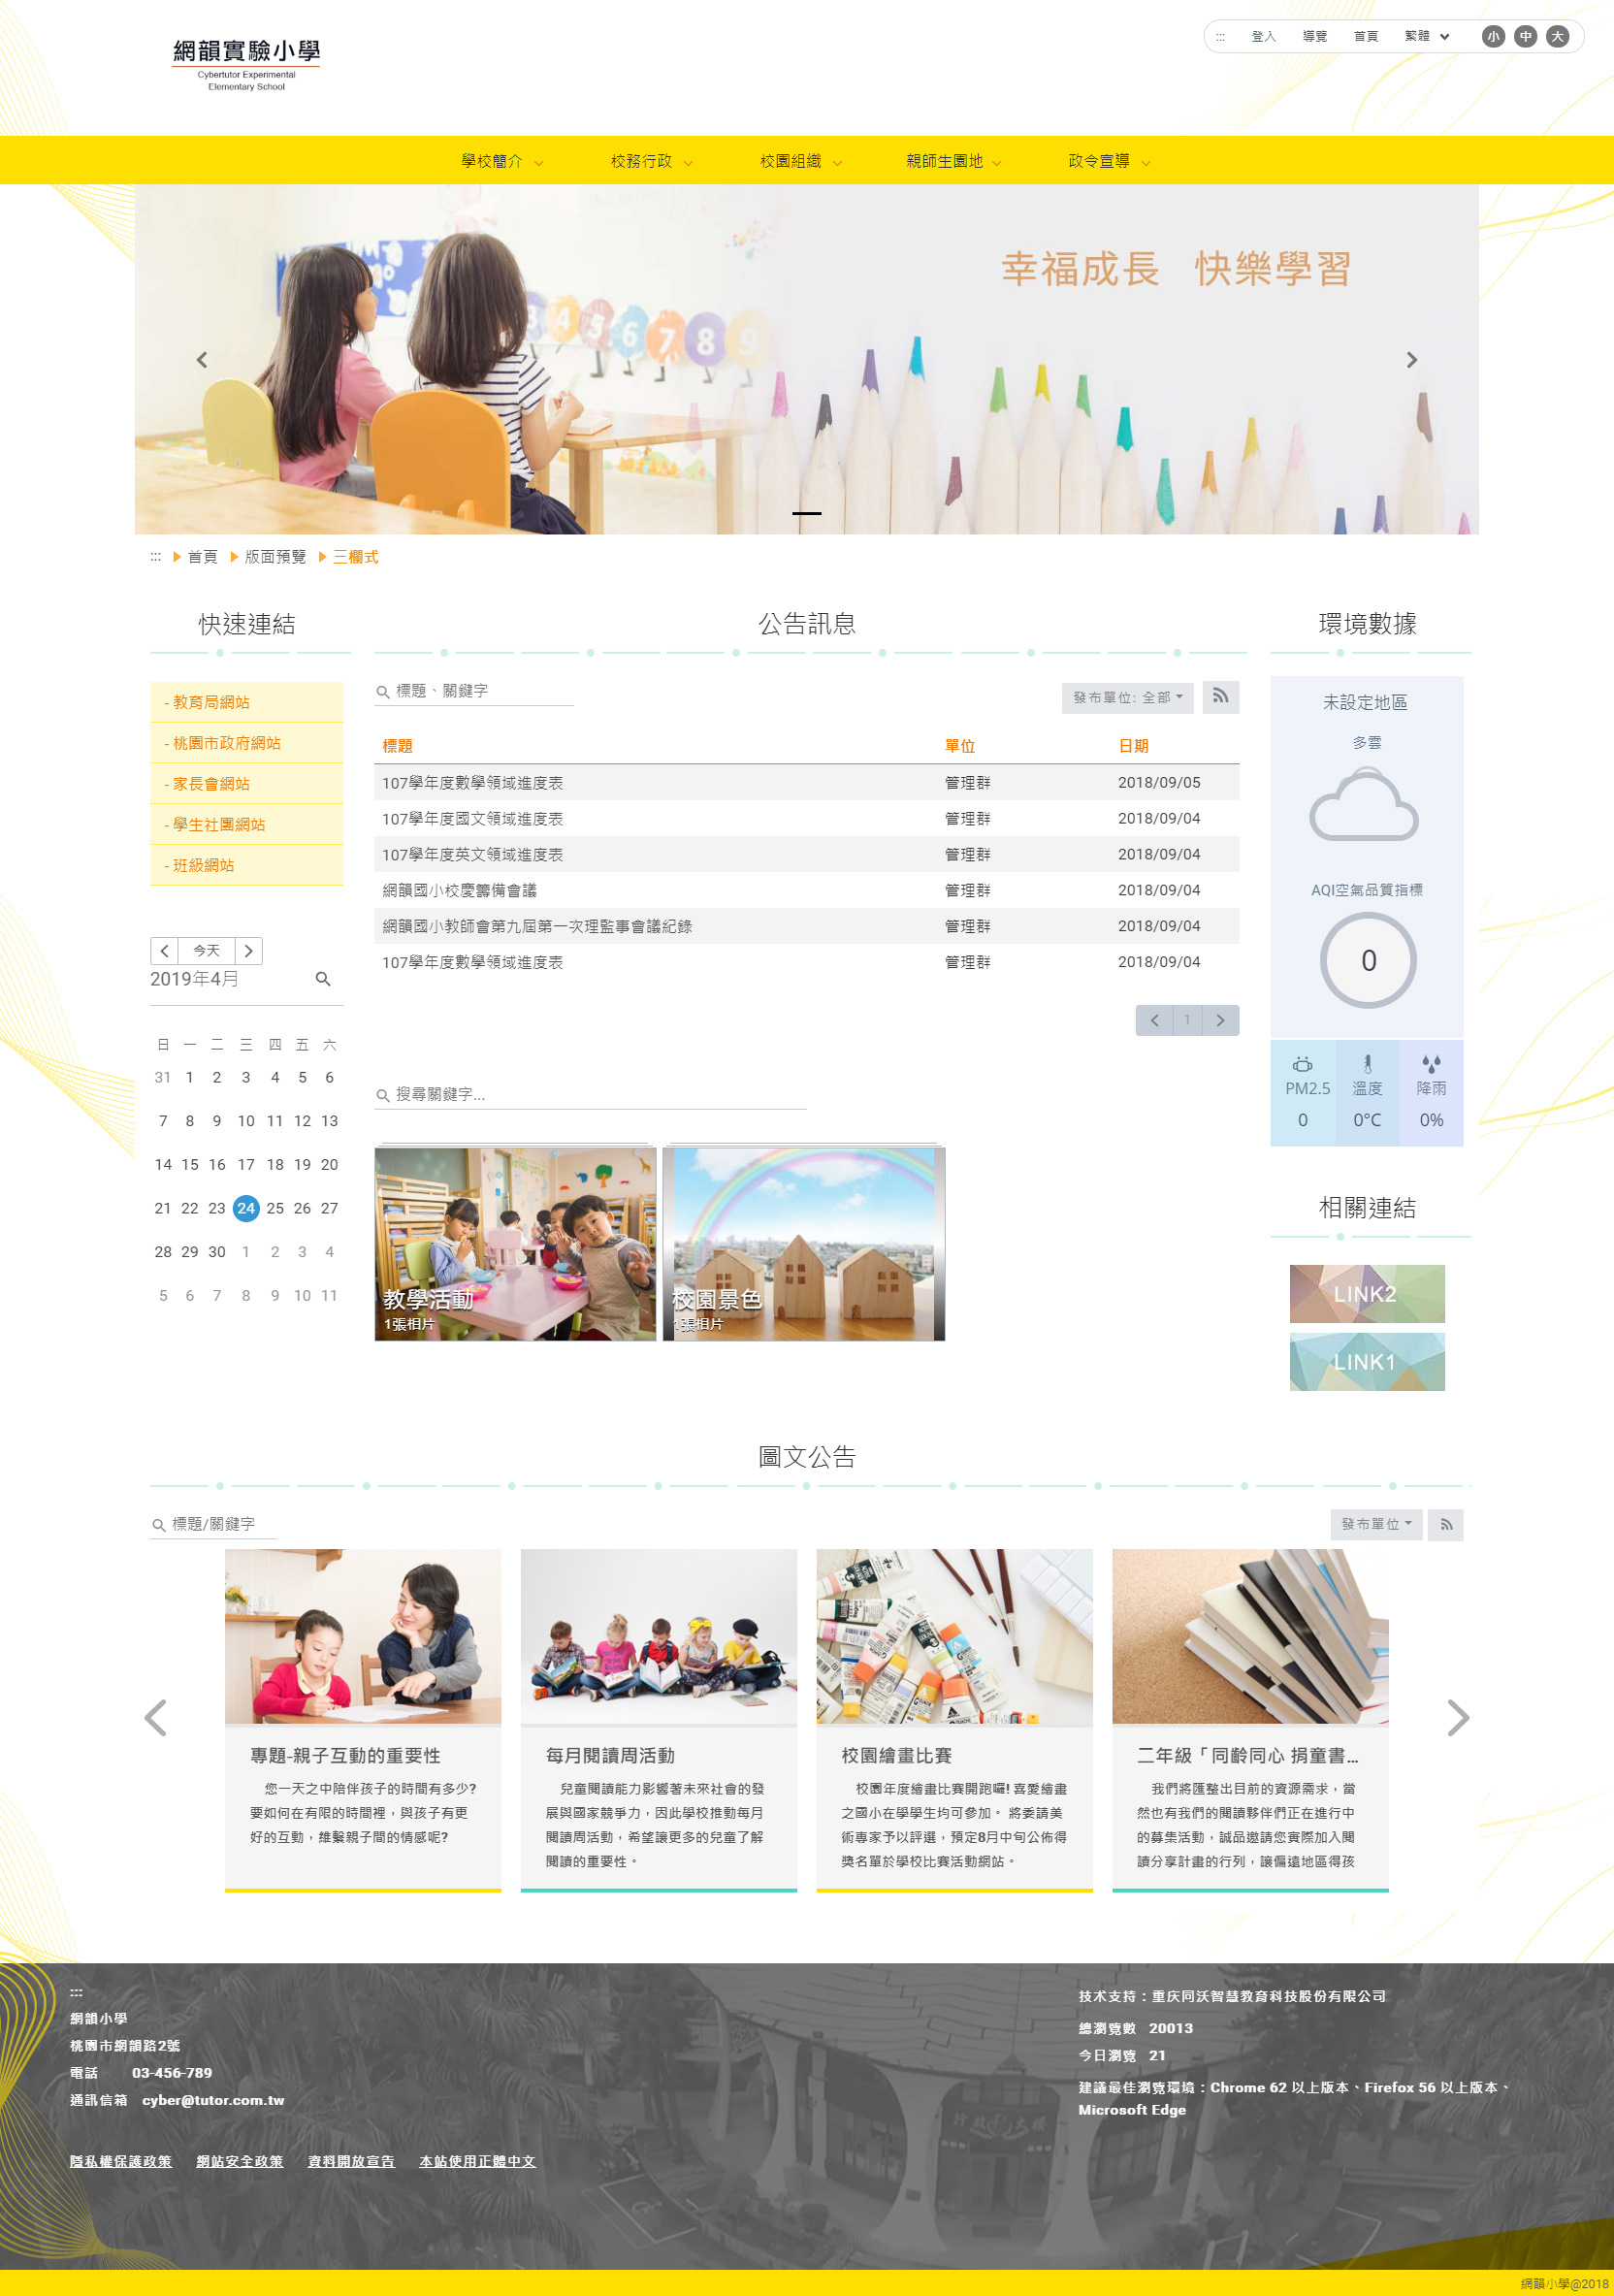 網韻實驗小學
Cybertutor Experimental
Elementary School
::: 登入 導覽 首頁 繁體 小 中 大
學校簡介 校務行政 校園組織 親師生園地 政令宣導
幸福成長 快樂學習
4 5 6 7 8 9
::: 首頁 版面預覽 三欄式
快速連結
- 教育局網站
- 桃園市政府網站
- 家長會網站
- 學生社團網站
- 班級網站
今天
2019年4月
日 一 二 三 四 五 六
31 1 2 3 4 5 6
7 8 9 10 11 12 13
14 15 16 17 18 19 20
21 22 23 24 25 26 27
28 29 30 1 2 3 4
5 6 7 8 9 10 11
公告訊息
標題、關鍵字
發布單位: 全部
標題 單位 日期
107學年度數學領域進度表 管理群 2018/09/05
107學年度國文領域進度表 管理群 2018/09/04
107學年度英文領域進度表 管理群 2018/09/04
網韻國小校慶籌備會議 管理群 2018/09/04
網韻國小教師會第九屆第一次理監事會議紀錄 管理群 2018/09/04
107學年度數學領域進度表 管理群 2018/09/04
1
搜尋關鍵字...
教學活動
1張相片
校園景色
1張相片
環境數據
未設定地區
多雲
AQI空氣品質指標
0
PM2.5 溫度 降雨
0 0°C 0%
相關連結
LINK2
LINK1
圖文公告
標題/關鍵字
發布單位
專題-親子互動的重要性
您一天之中陪伴孩子的時間有多少?
要如何在有限的時間裡，與孩子有更
好的互動，維繫親子間的情感呢?
每月閱讀周活動
兒童閱讀能力影響著未來社會的發
展與國家競爭力，因此學校推動每月
閱讀周活動，希望讓更多的兒童了解
閱讀的重要性。
校園繪畫比賽
校園年度繪畫比賽開跑囉! 喜愛繪畫
之國小在學學生均可參加。 將委請美
術專家予以評選，預定8月中旬公佈得
獎名單於學校比賽活動網站。
二年級「同齡同心 捐童書...
我們將匯整出目前的資源需求，當
然也有我們的閱讀夥伴們正在進行中
的募集活動，誠品邀請您實際加入閱
讀分享計畫的行列，讓偏遠地區得孩
:::
網韻小學
桃園市網韻路2號
電話 03-456-789
通訊信箱 cyber@tutor.com.tw
隱私權保護政策 網站安全政策 資料開放宣告 本站使用正體中文
技术支持：重庆同沃智慧教育科技股份有限公司
總瀏覽數 20013
今日瀏覽 21
建議最佳瀏覽環境：Chrome 62 以上版本、Firefox 56 以上版本、
Microsoft Edge
網韻小學@2018